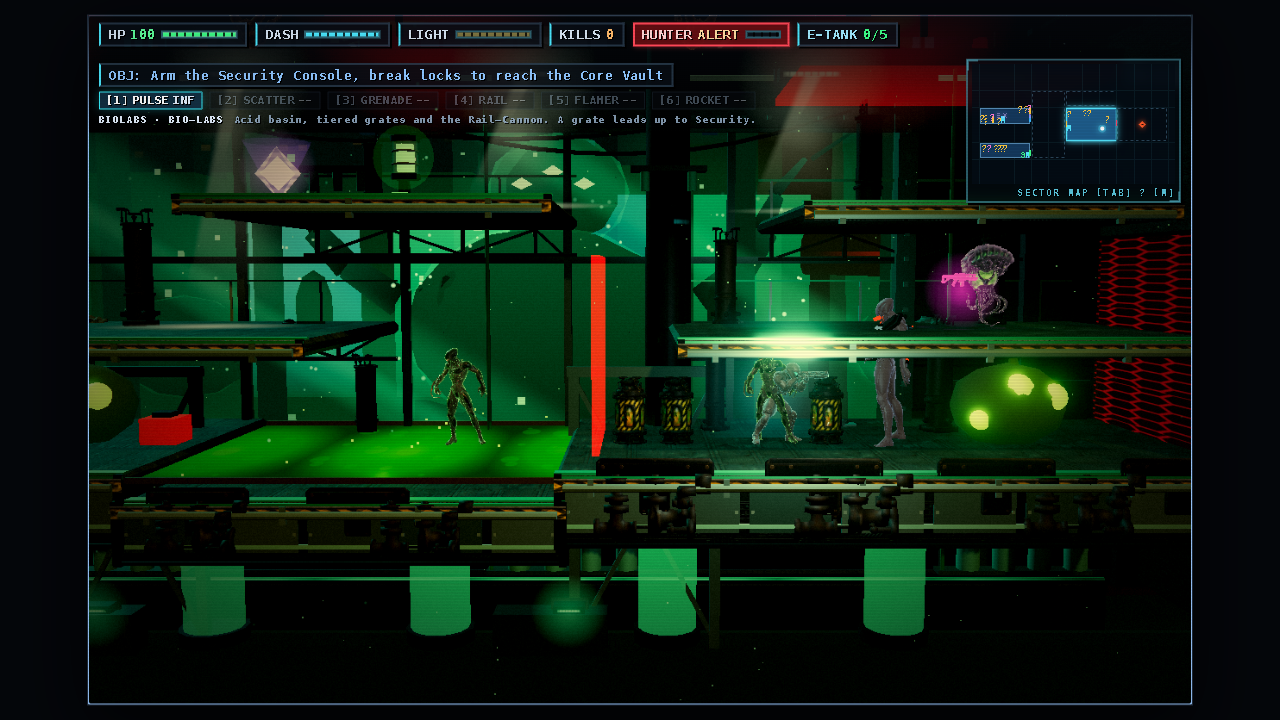 HP 100 DASH LIGHT KILLS 0 HUNTER ALERT E-TANK 0/5
OBJ: Arm the Security Console, break locks to reach the Core Vault
[1] PULSE INF [2] SCATTER -- [3] GRENADE -- [4] RAIL -- [5] FLAMER -- [6] ROCKET --
BIOLABS · BIO-LABS Acid basin, tiered grates and the Rail-Cannon. A grate leads up to Security.
SECTOR MAP [TAB] ? [M]